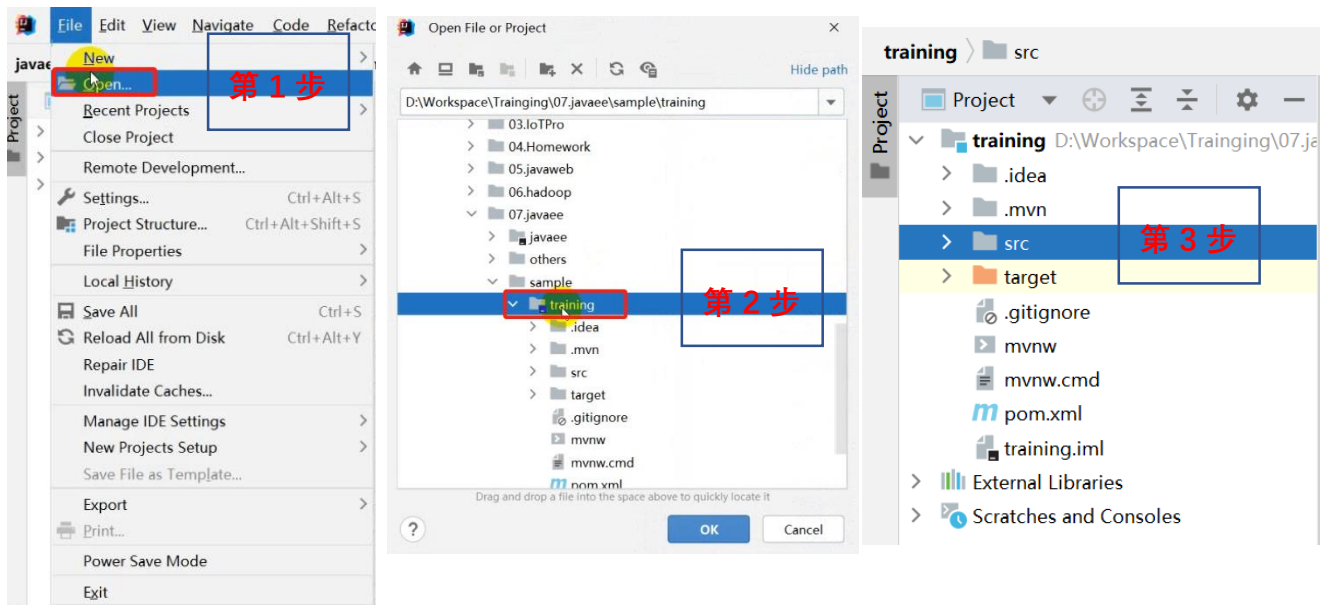 File Edit View Navigate Code Refacto
javae
New
Open...
Recent Projects
Close Project
Remote Development...
Settings... Ctrl+Alt+S
Project Structure... Ctrl+Alt+Shift+S
File Properties
Local History
Save All Ctrl+S
Reload All from Disk Ctrl+Alt+Y
Repair IDE
Invalidate Caches...
Manage IDE Settings
New Projects Setup
Save File as Template...
Export
Print...
Power Save Mode
Exit
Project
第 1 步
Open File or Project
Hide path
D:\Workspace\Trainging\07.javaee\sample\training
03.IoTPro
04.Homework
05.javaweb
06.hadoop
07.javaee
javaee
others
sample
training
.idea
.mvn
src
target
.gitignore
mvnw
mvnw.cmd
pom.xml
Drag and drop a file into the space above to quickly locate it
? OK Cancel
第 2 步
training src
Project
Project
training D:\Workspace\Trainging\07.ja
.idea
.mvn
src
target
.gitignore
mvnw
mvnw.cmd
m pom.xml
training.iml
External Libraries
Scratches and Consoles
第 3 步